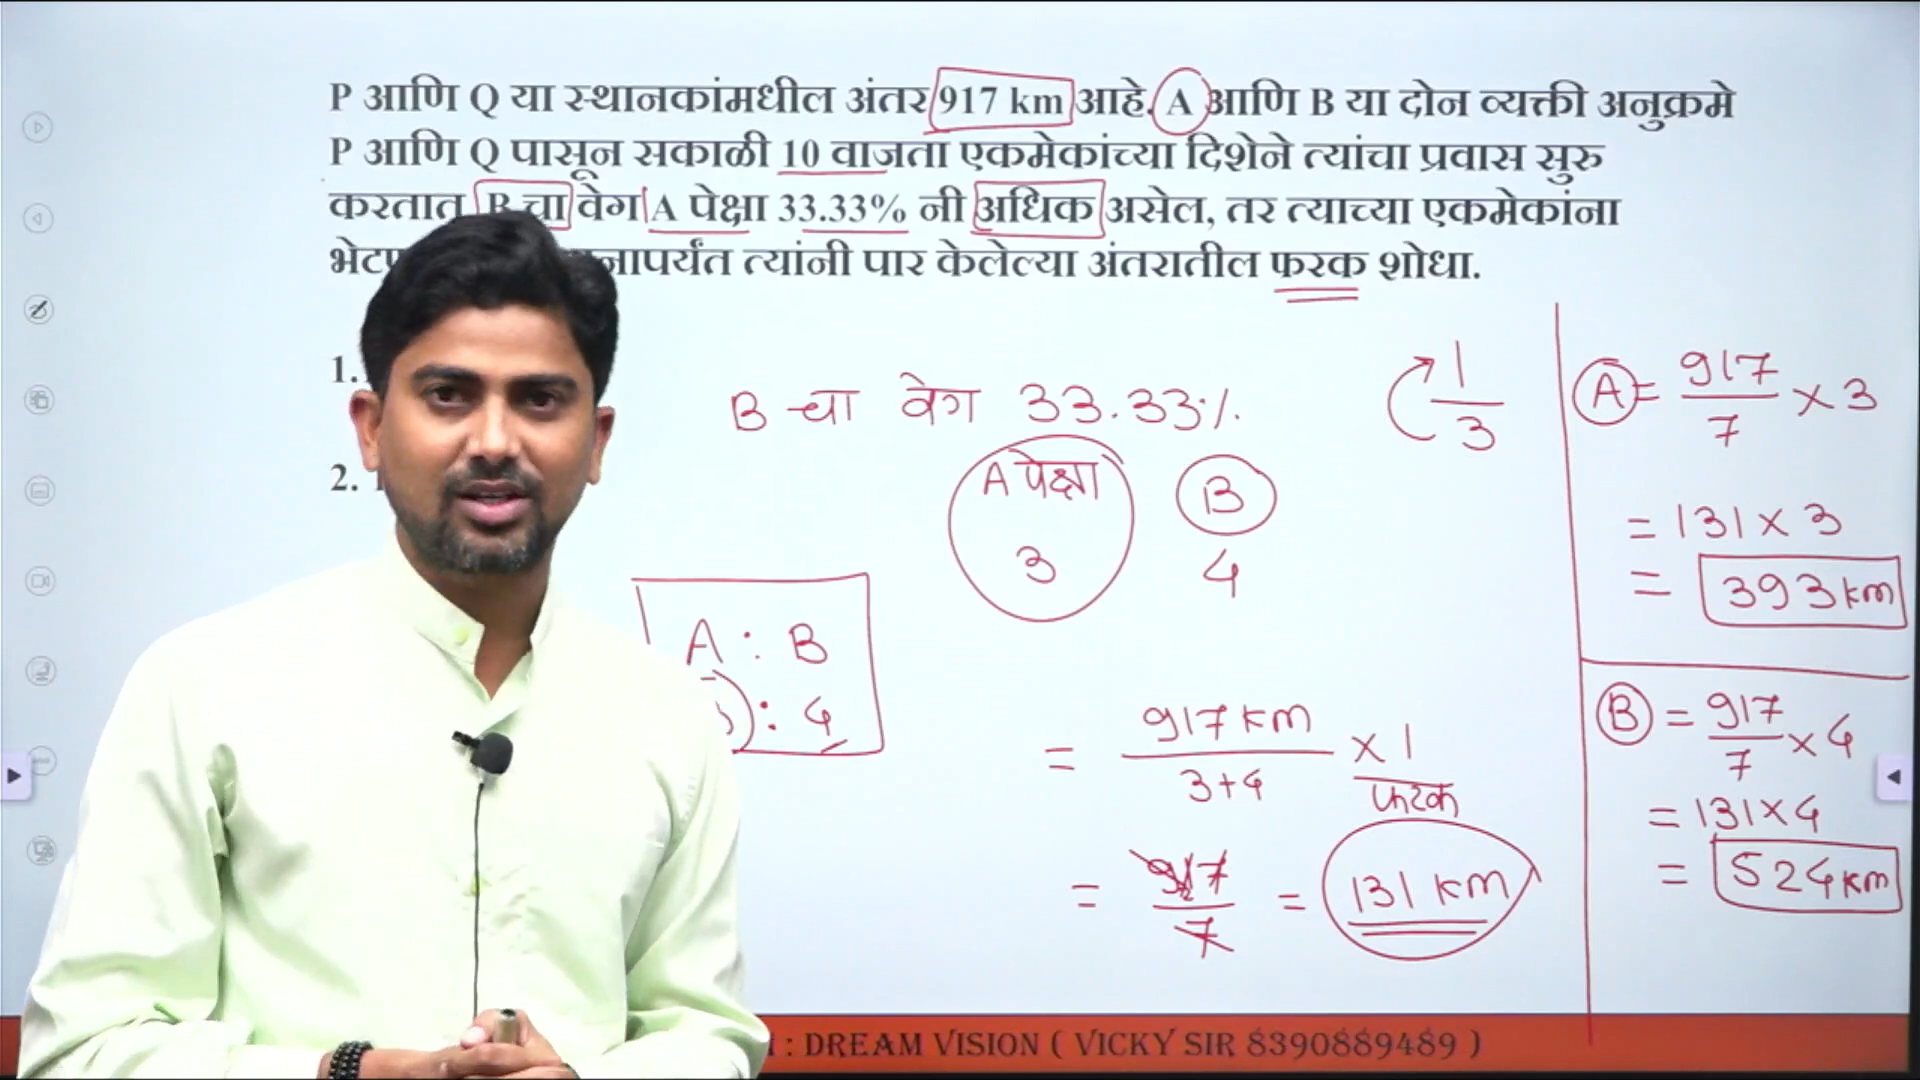 P आणि Q या स्थानकांमधील अंतर 917 km आहे. A आणि B या दोन व्यक्ती अनुक्रमे
P आणि Q पासून सकाळी 10 वाजता एकमेकांच्या दिशेने त्यांचा प्रवास सुरु
करतात B चा वेग A पेक्षा 33.33% नी अधिक असेल, तर त्याच्या एकमेकांना
त्यांनी पार केलेल्या अंतरातील फरक शोधा.
1.
2.
B चा वेग 33.33%.
A पेक्षा B
3 4
1/3
A : B
: 4
= 917 km / 3+4 × 1 फरक
= 917/7 = 131 km
A = 917/7 × 3
= 131 × 3
= 393 km
B = 917/7 × 4
= 131 × 4
= 524 km
: DREAM VISION ( VICKY SIR 8390889489 )